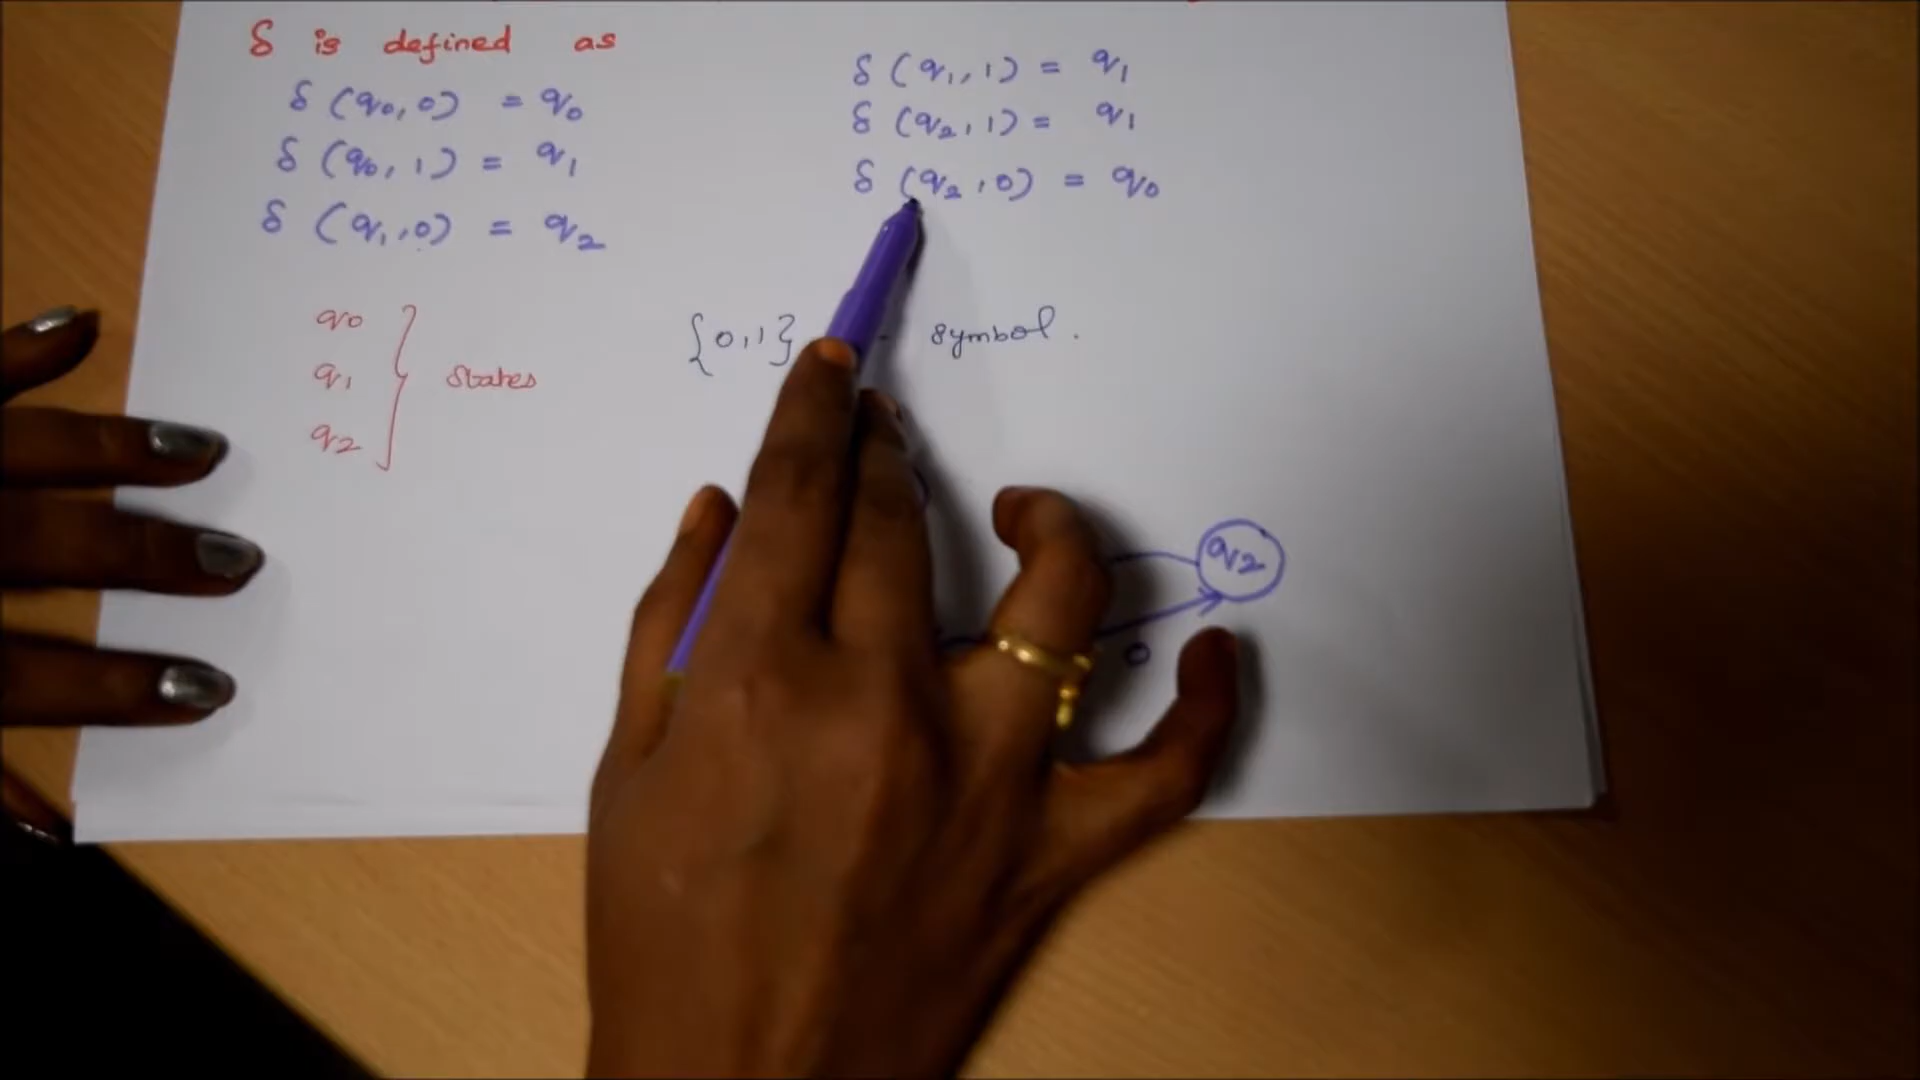 δ is defined as
δ (q0, 0) = q0
δ (q0, 1) = q1
δ (q1, 0) = q2
δ (q1, 1) = q1
δ (q2, 1) = q1
δ (q2, 0) = q0
q0
q1
q2
States
{0,1} - symbol.
q2
0